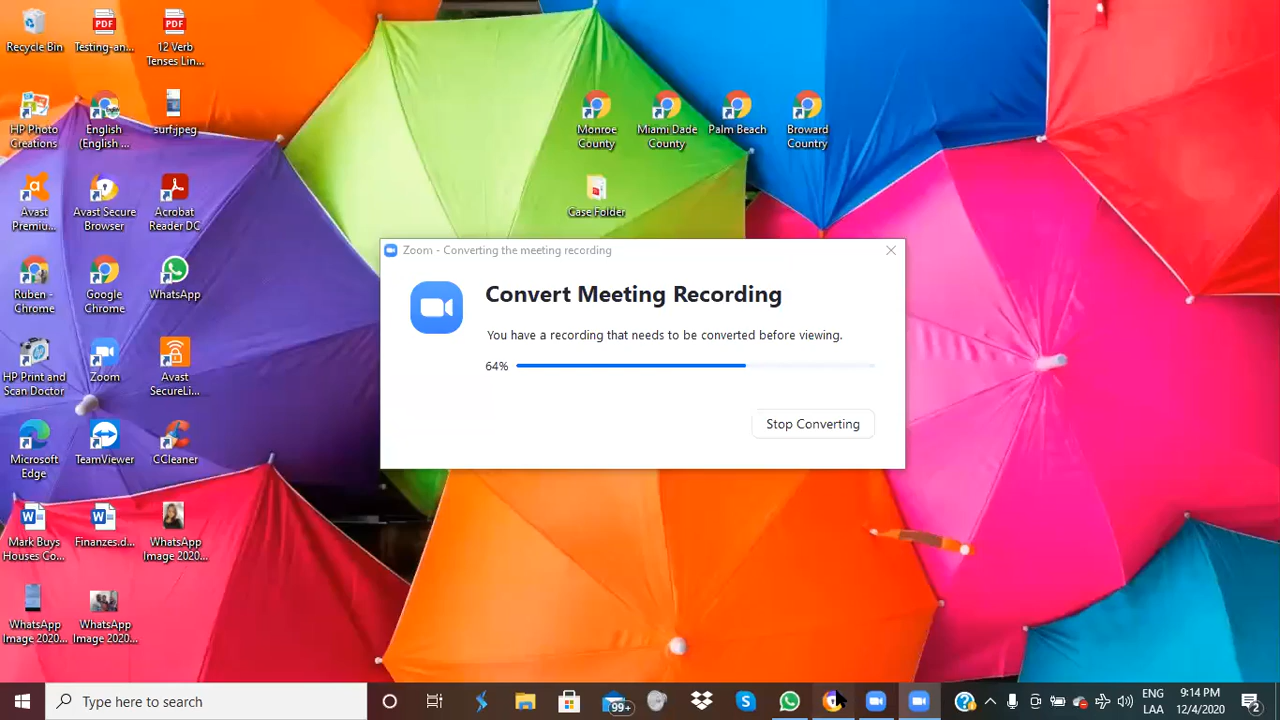 Recycle Bin
Testing-an...
12 Verb
Tenses Lin...
HP Photo
Creations
English
(English ...
surf.jpeg
Monroe
County
Miami Dade
County
Palm Beach
Broward
Country
Case Folder
Avast
Premiu...
Avast Secure
Browser
Acrobat
Reader DC
Ruben -
Chrome
Google
Chrome
WhatsApp
HP Print and
Scan Doctor
Zoom
Avast
SecureLi...
Microsoft
Edge
TeamViewer
CCleaner
Mark Buys
Houses Co...
Finanzes.d...
WhatsApp
Image 2020...
WhatsApp
Image 2020...
WhatsApp
Image 2020...
Zoom - Converting the meeting recording
Convert Meeting Recording
You have a recording that needs to be converted before viewing.
64%
Stop Converting
Type here to search
99+
ENG
LAA
9:14 PM
12/4/2020
2